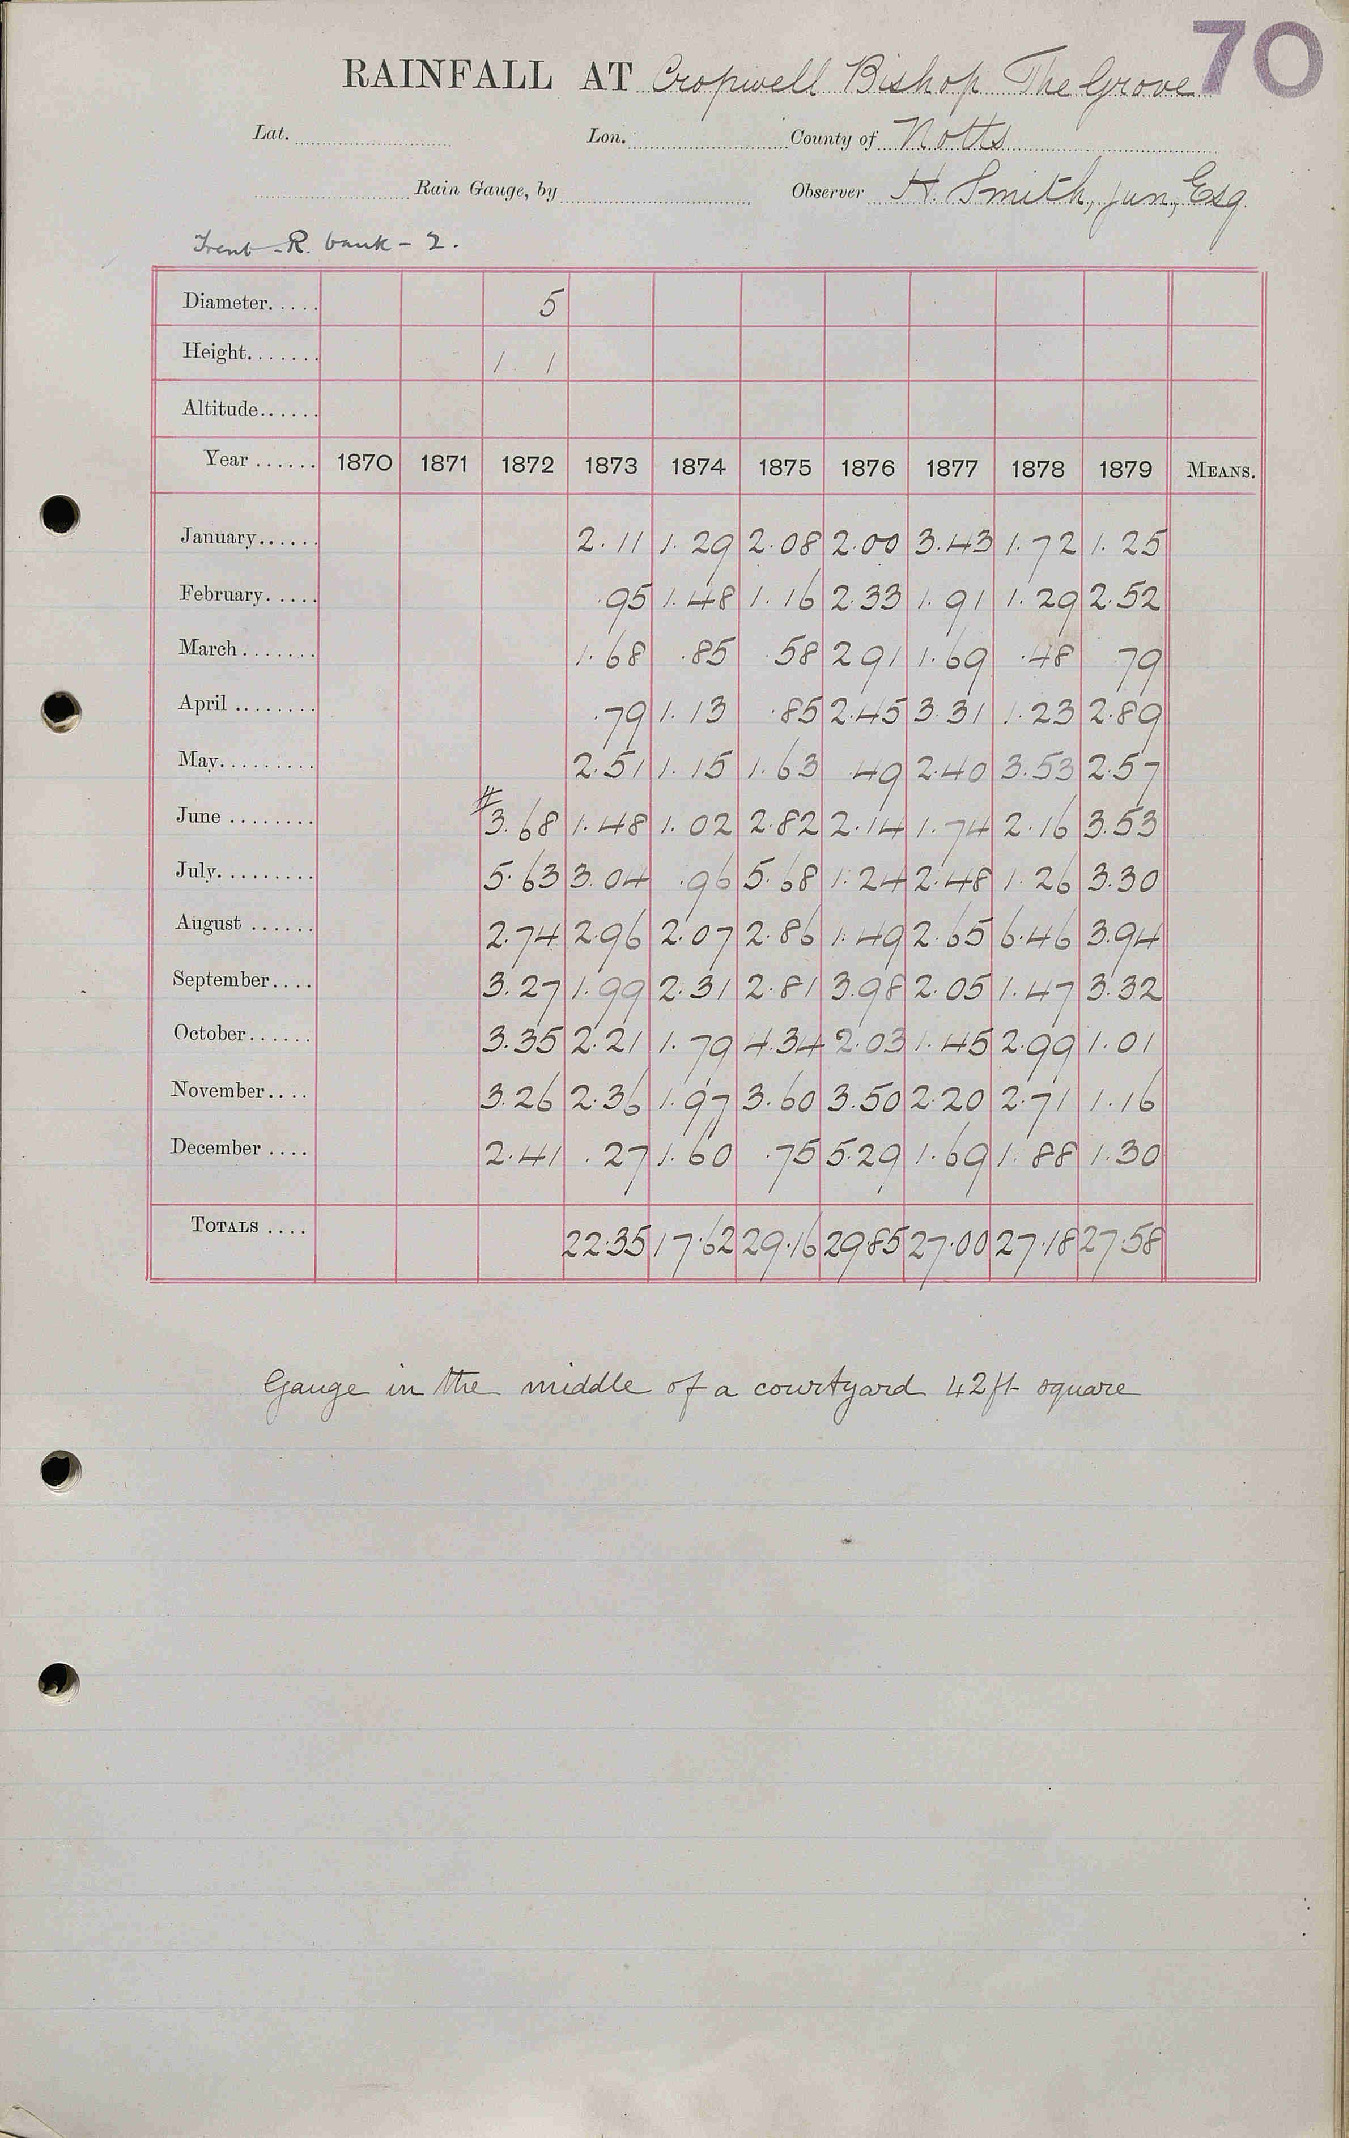 70
RAINFALL AT Cropwell Bishop The Grove
Lat. Lon. County of Notts
Rain Gauge, by Observer H. Smith, jun, Esq.
Trent - R. bank - 2.
Diameter..... 5
Height....... 1. 1
Altitude......
Year ...... 1870 1871 1872 1873 1874 1875 1876 1877 1878 1879 MEANS.
January...... 2.11 1.29 2.08 2.00 3.43 1.72 1.25
February..... .95 1.48 1.16 2.33 1.91 1.29 2.52
March....... 1.68 .85 .58 2 91 1.69 .48 79
April ........ .79 1.13 .85 2.45 3.31 1.23 2.89
May......... 2.51 1.15 1.63 .49 2.40 3.53 2.57
June ........ # 3.68 1.48 1.02 2.82 2.14 1.74 2.16 3.53
July......... 5.63 3.04 .96 5.68 1.24 2.48 1.26 3.30
August ...... 2.74 2.96 2.07 2.86 1.49 2.65 6.46 3.94
September.... 3.27 1.99 2.31 2.81 3.98 2.05 1.47 3.32
October...... 3.35 2.21 1.79 4.34 2.03 1.45 2.99 1.01
November.... 3.26 2.36 1.97 3.60 3.50 2.20 2.71 1.16
December .... 2.41 .27 1.60 .75 5.29 1.69 1.88 1.30
TOTALS .... 22.35 17.62 29.16 29.85 27.00 27.18 27.58
Gauge in the middle of a courtyard 42ft square